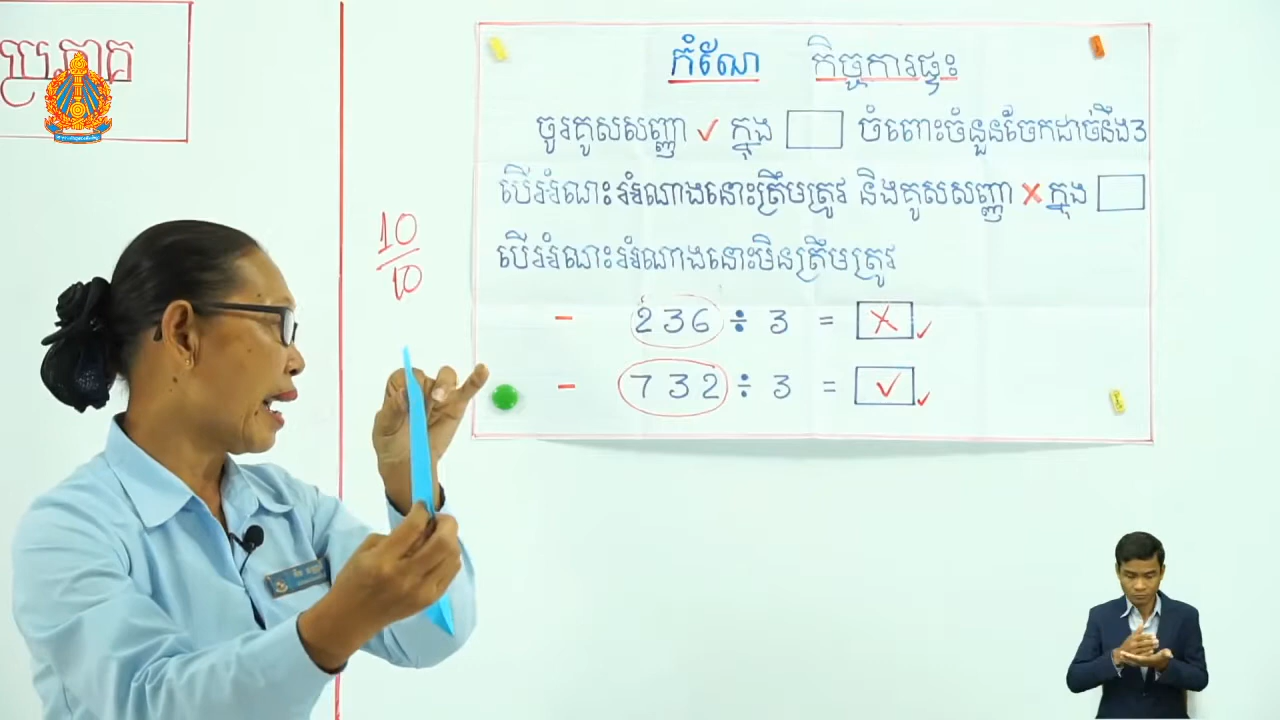 ប្រភាគ
កំណែ កិច្ចការផ្ទះ
ចូរគូសសញ្ញា ✓ ក្នុង □ ចំពោះចំនួនចែកដាច់នឹង3
បើអអំណះអអំណាងនោះត្រឹមត្រូវ និងគូសសញ្ញា × ក្នុង □
បើអអំណះអអំណាងនោះមិនត្រឹមត្រូវ
10
10
- 236 ÷ 3 = × ✓
- 732 ÷ 3 = ✓ ✓